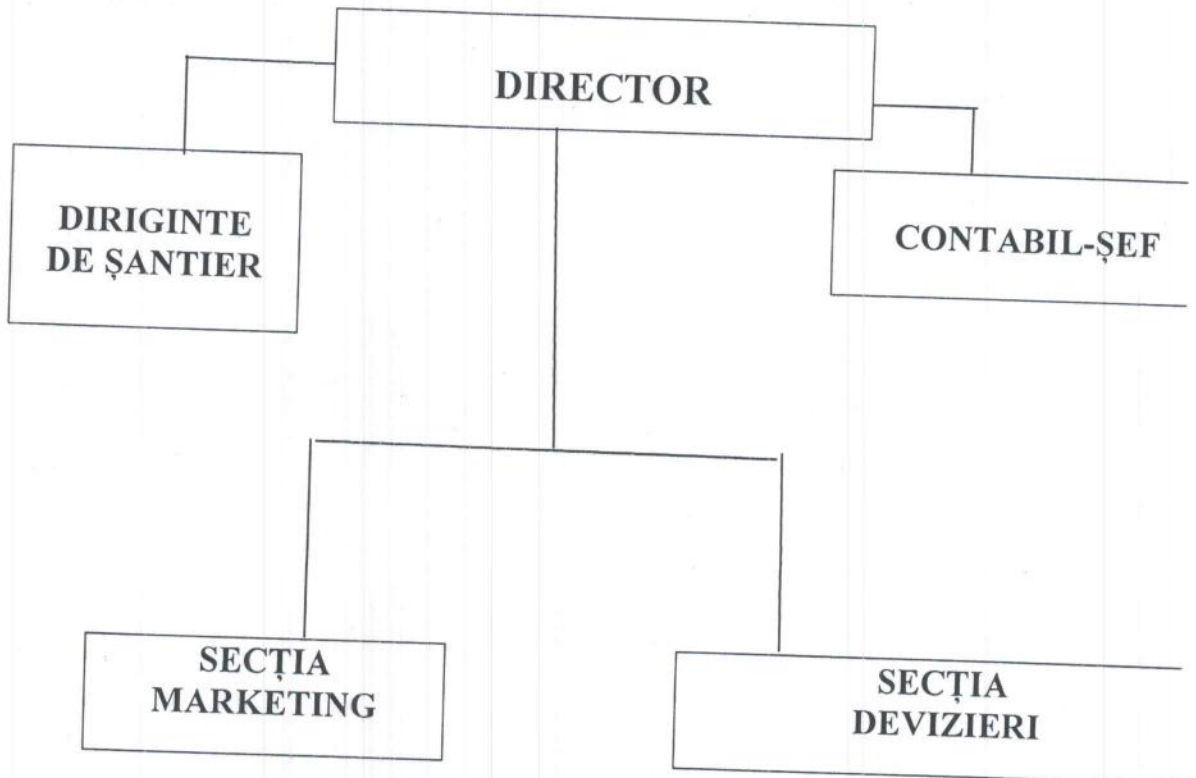 DIRECTOR
DIRIGINTE
DE ȘANTIER
CONTABIL-ȘEF
SECȚIA
MARKETING
SECȚIA
DEVIZIERI